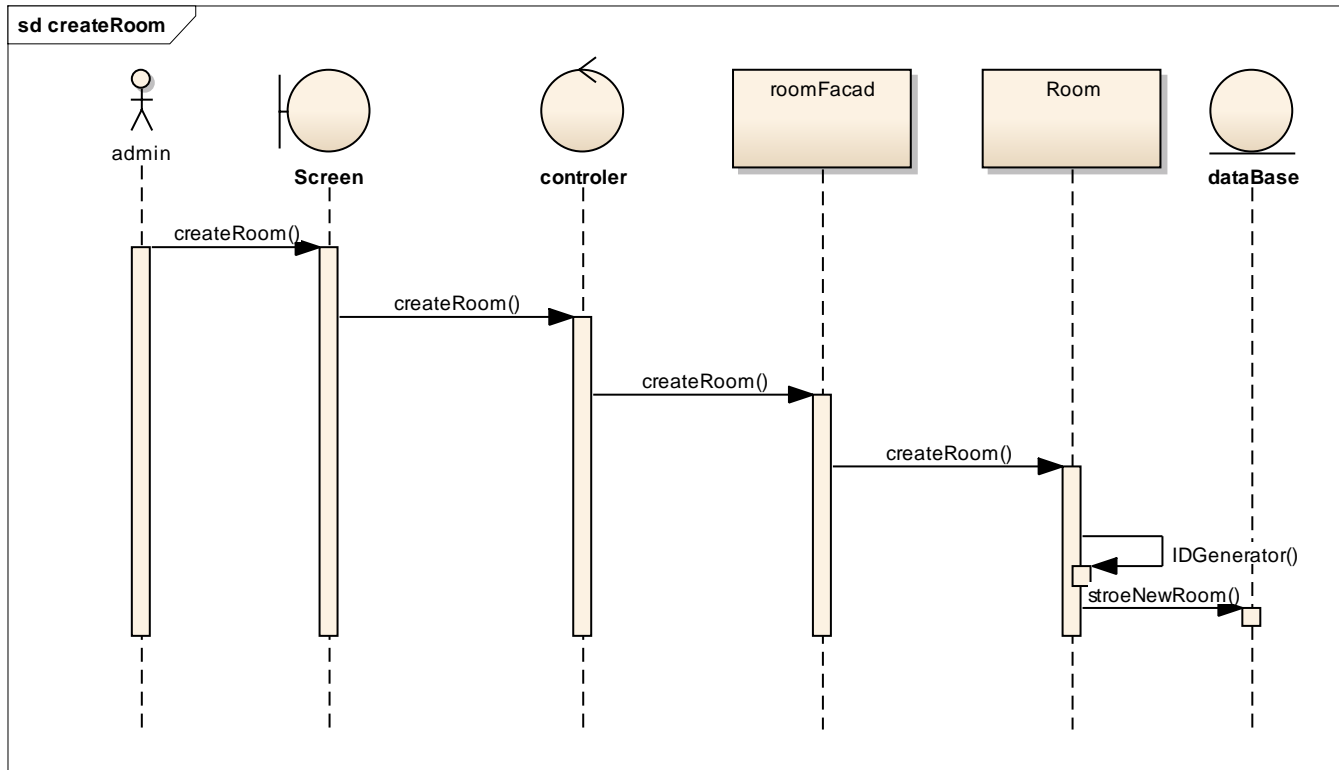 sd createRoom
admin
Screen
controler
roomFacad
Room
dataBase
createRoom()
createRoom()
createRoom()
createRoom()
IDGenerator()
stroeNewRoom()